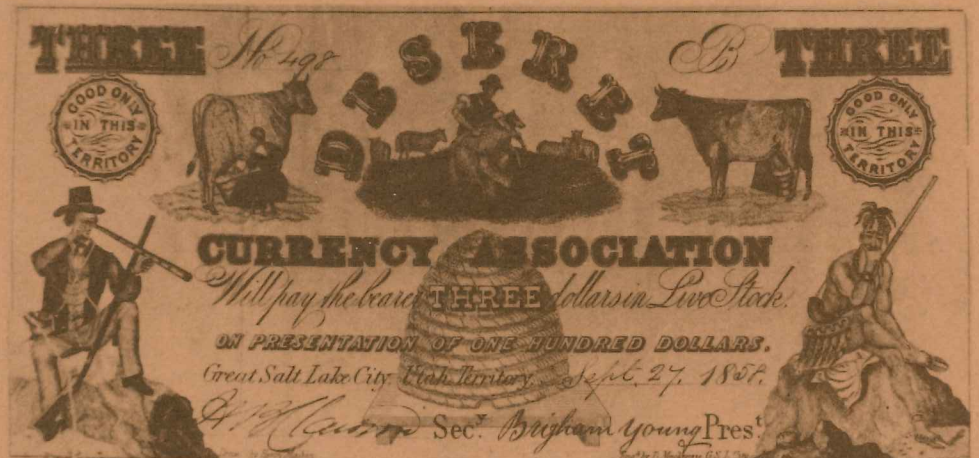 THREE No 498 B THREE
DESERET
GOOD ONLY IN THIS TERRITORY
GOOD ONLY IN THIS TERRITORY
CURRENCY ASSOCIATION
Will pay the bearer THREE dollars in Live Stock.
ON PRESENTATION OF ONE HUNDRED DOLLARS.
Great Salt Lake City, Utah Territory, Sept. 27, 1858.
Secy. Brigham Young Prest.